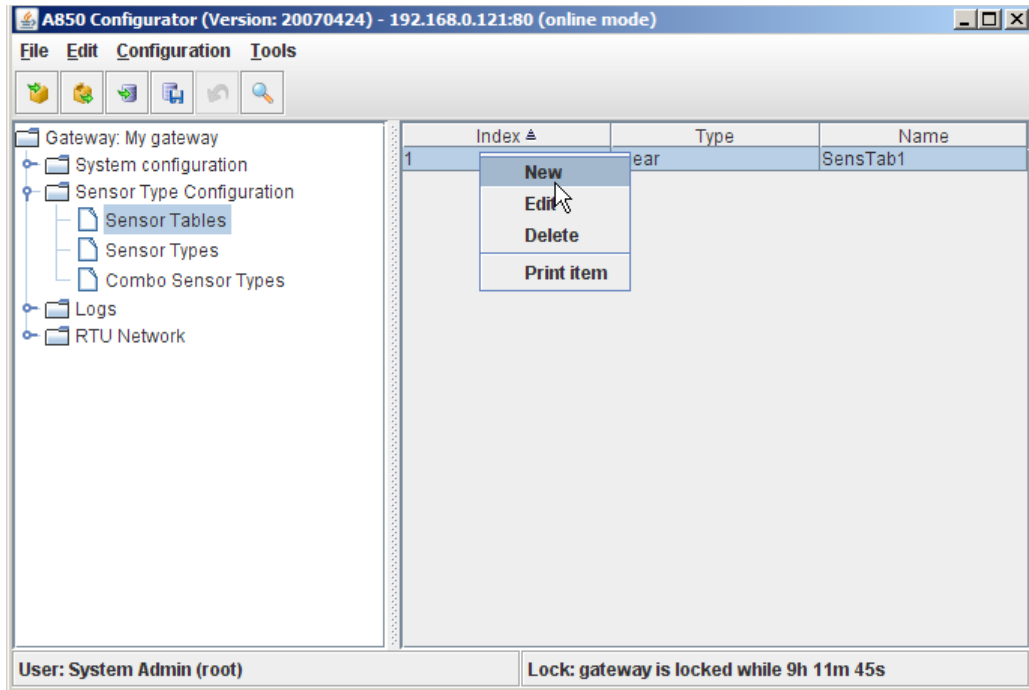 A850 Configurator (Version: 20070424) - 192.168.0.121:80 (online mode)
File Edit Configuration Tools
Gateway: My gateway
System configuration
Sensor Type Configuration
Sensor Tables
Sensor Types
Combo Sensor Types
Logs
RTU Network
Index Type Name
1 ear SensTab1
New
Edit
Delete
Print item
User: System Admin (root)
Lock: gateway is locked while 9h 11m 45s